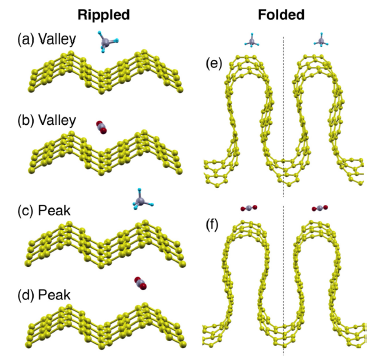 Rippled
Folded
(a) Valley
(b) Valley
(c) Peak
(d) Peak
(e)
(f)